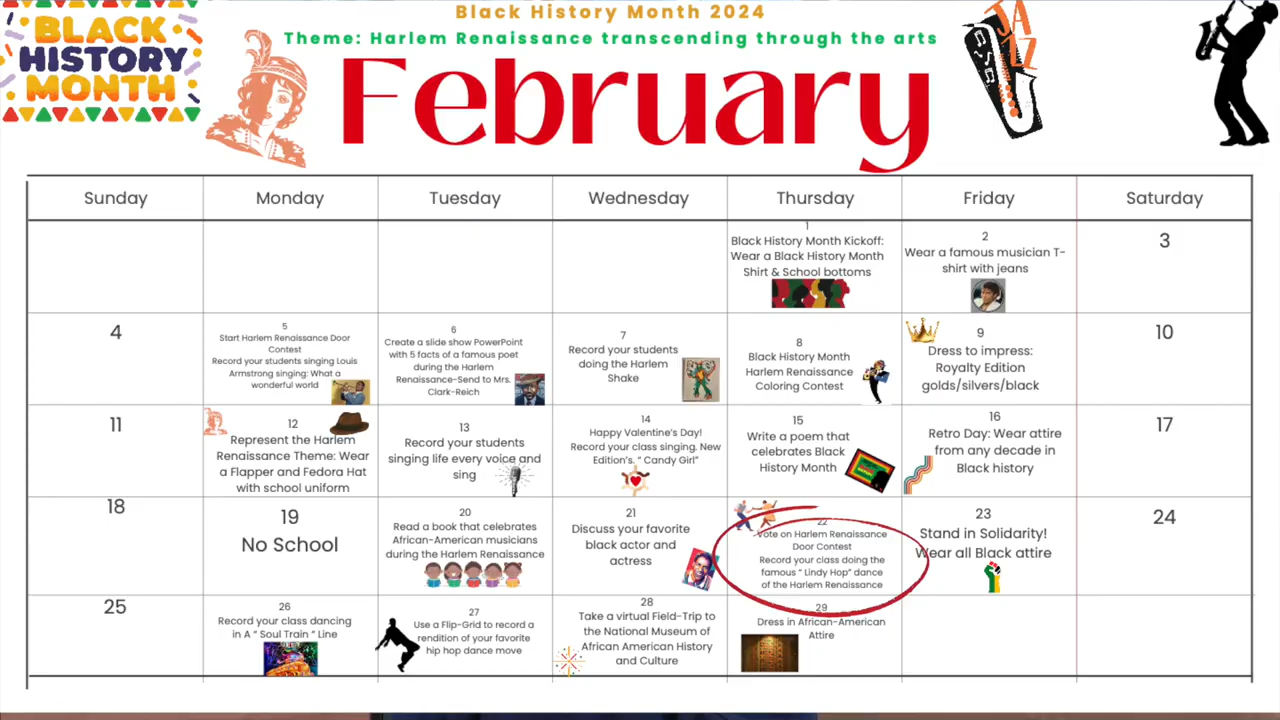 Black History Month 2024
Theme: Harlem Renaissance transcending through the arts
BLACK
HISTORY
MONTH
February
JAZZ
Sunday
Monday
Tuesday
Wednesday
Thursday
Friday
Saturday
1
Black History Month Kickoff:
Wear a Black History Month
Shirt & School bottoms
2
Wear a famous musician T-
shirt with jeans
3
4
5
Start Harlem Renaissance Door
Contest
Record your students singing Louis
Armstrong singing: What a
wonderful world
6
Create a slide show PowerPoint
with 5 facts of a famous poet
during the Harlem
Renaissance-Send to Mrs.
Clark-Reich
7
Record your students
doing the Harlem
Shake
8
Black History Month
Harlem Renaissance
Coloring Contest
9
Dress to impress:
Royalty Edition
golds/silvers/black
10
11
12
Represent the Harlem
Renaissance Theme: Wear
a Flapper and Fedora Hat
with school uniform
13
Record your students
singing life every voice and
sing
14
Happy Valentine's Day!
Record your class singing. New
Edition's. " Candy Girl"
15
Write a poem that
celebrates Black
History Month
16
Retro Day: Wear attire
from any decade in
Black history
17
18
19
No School
20
Read a book that celebrates
African-American musicians
during the Harlem Renaissance
21
Discuss your favorite
black actor and
actress
22
Vote on Harlem Renaissance
Door Contest
Record your class doing the
famous " Lindy Hop" dance
of the Harlem Renaissance
23
Stand in Solidarity!
Wear all Black attire
24
25
26
Record your class dancing
in A " Soul Train " Line
27
Use a Flip-Grid to record a
rendition of your favorite
hip hop dance move
28
Take a virtual Field-Trip to
the National Museum of
African American History
and Culture
29
Dress in African-American
Attire